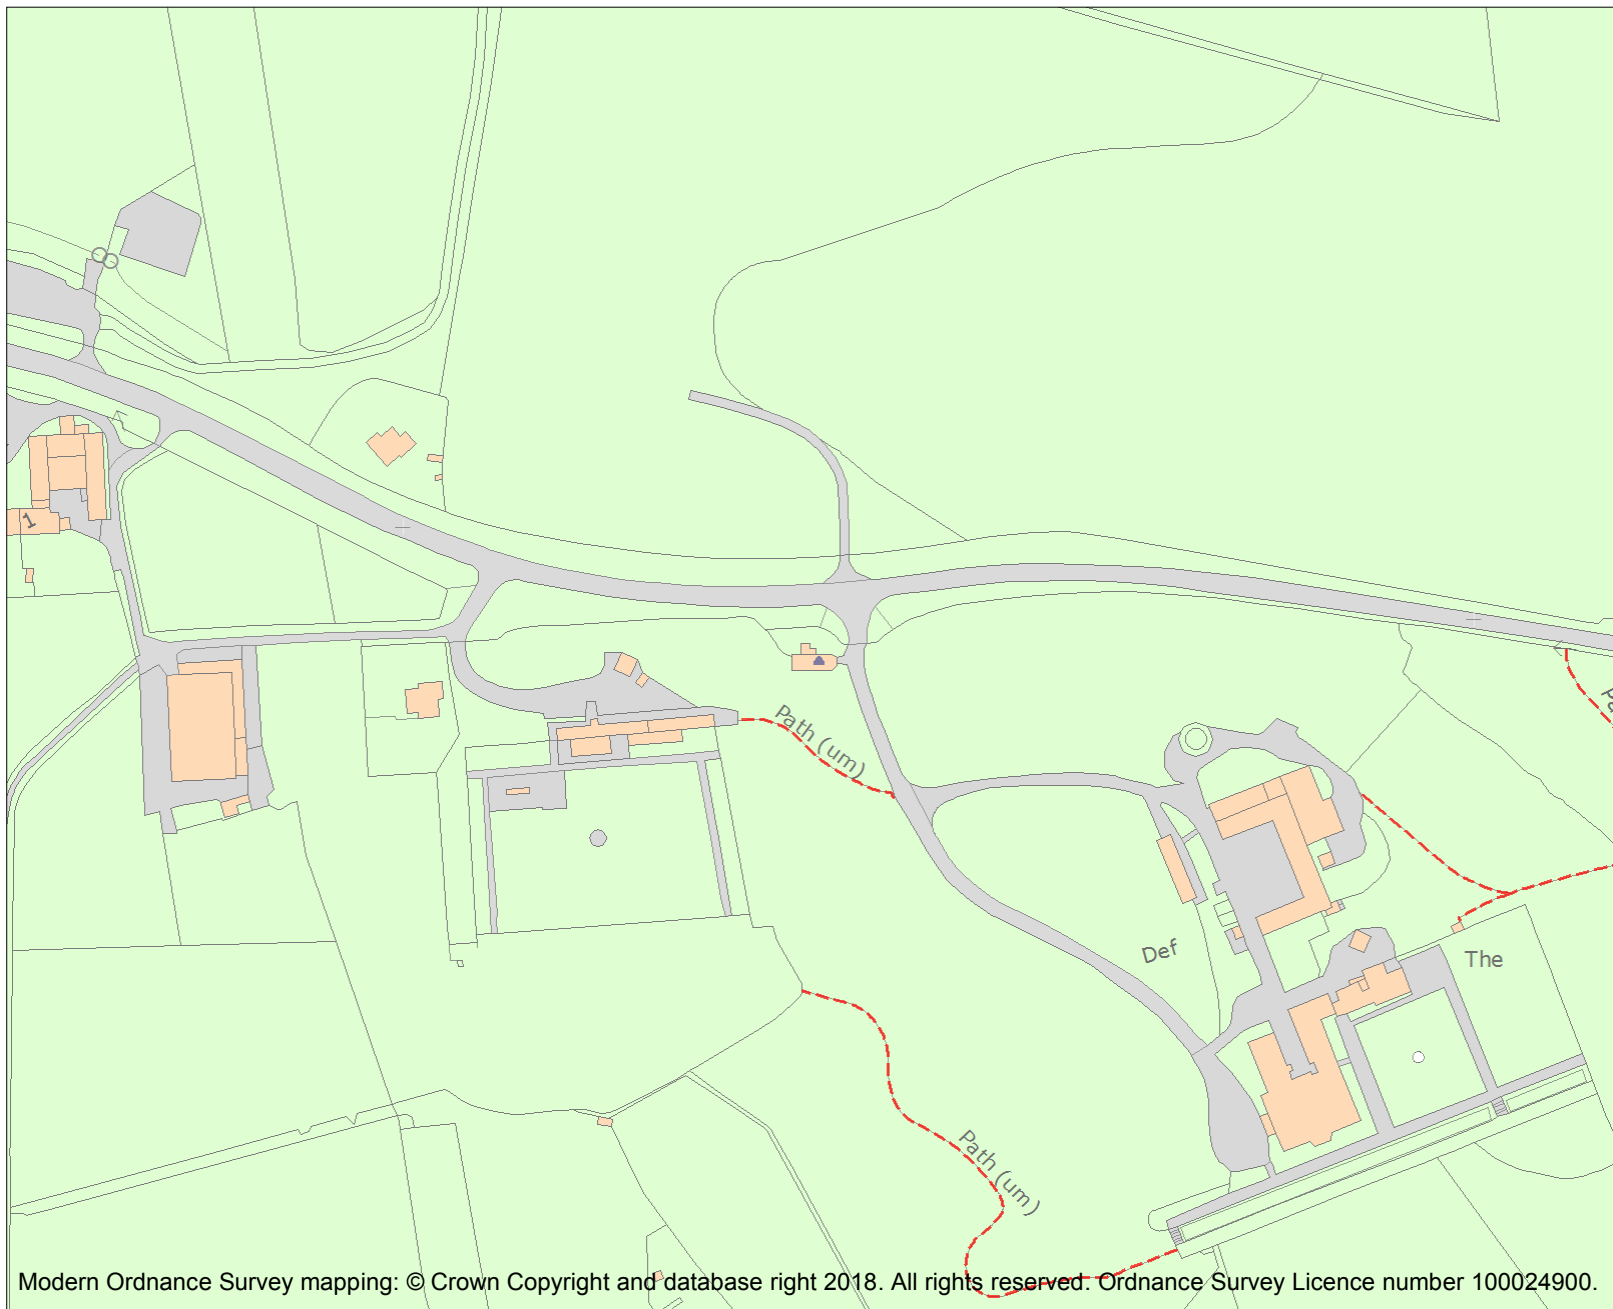 1
Path (um)
Def
The
Path (um)
Modern Ordnance Survey mapping: © Crown Copyright and database right 2018. All rights reserved. Ordnance Survey Licence number 100024900.